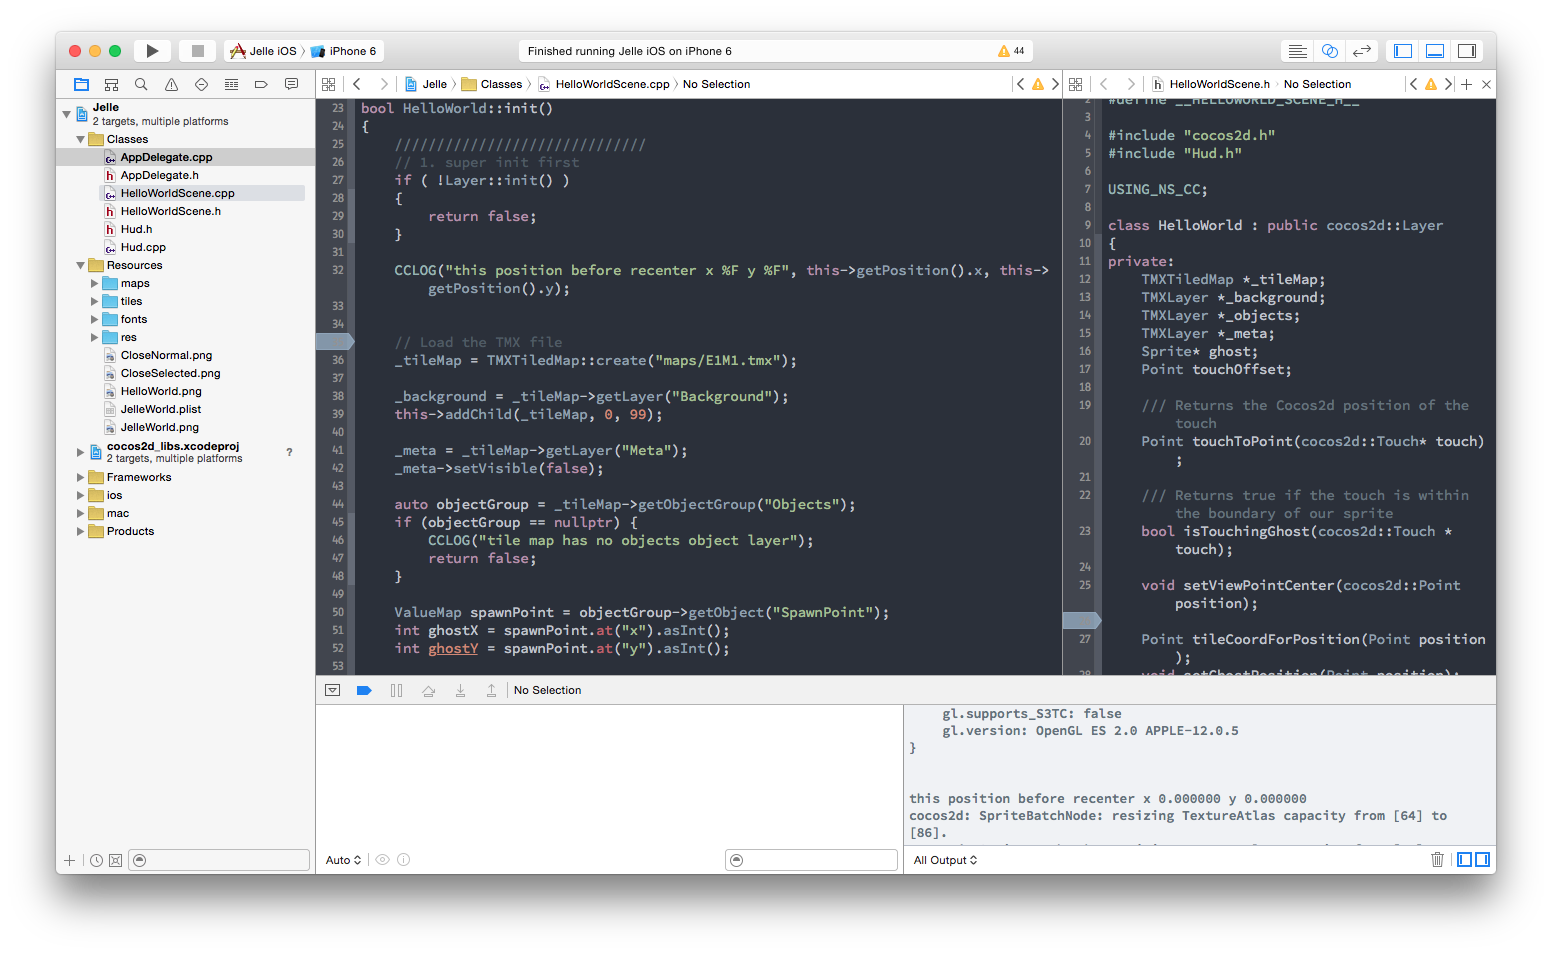 Jelle iOS
iPhone 6
Finished running Jelle iOS on iPhone 6
44
Jelle
Classes
HelloWorldScene.cpp
No Selection
HelloWorldScene.h
No Selection
Jelle
2 targets, multiple platforms
Classes
AppDelegate.cpp
AppDelegate.h
HelloWorldScene.cpp
HelloWorldScene.h
Hud.h
Hud.cpp
Resources
maps
tiles
fonts
res
CloseNormal.png
CloseSelected.png
HelloWorld.png
JelleWorld.plist
JelleWorld.png
cocos2d_libs.xcodeproj
2 targets, multiple platforms
?
Frameworks
ios
mac
Products
23 bool HelloWorld::init()
24 {
25 //////////////////////////////
26 // 1. super init first
27 if ( !Layer::init() )
28 {
29 return false;
30 }
31
32 CCLOG("this position before recenter x %F y %F", this->getPosition().x, this->
getPosition().y);
33
34
// Load the TMX file
36 _tileMap = TMXTiledMap::create("maps/E1M1.tmx");
37
38 _background = _tileMap->getLayer("Background");
39 this->addChild(_tileMap, 0, 99);
40
41 _meta = _tileMap->getLayer("Meta");
42 _meta->setVisible(false);
43
44 auto objectGroup = _tileMap->getObjectGroup("Objects");
45 if (objectGroup == nullptr) {
46 CCLOG("tile map has no objects object layer");
47 return false;
48 }
49
50 ValueMap spawnPoint = objectGroup->getObject("SpawnPoint");
51 int ghostX = spawnPoint.at("x").asInt();
52 int ghostY = spawnPoint.at("y").asInt();
53
2 #define __HELLOWORLD_SCENE_H__
3
4 #include "cocos2d.h"
5 #include "Hud.h"
6
7 USING_NS_CC;
8
9 class HelloWorld : public cocos2d::Layer
10 {
11 private:
12 TMXTiledMap *_tileMap;
13 TMXLayer *_background;
14 TMXLayer *_objects;
15 TMXLayer *_meta;
16 Sprite* ghost;
17 Point touchOffset;
18
19 /// Returns the Cocos2d position of the
touch
20 Point touchToPoint(cocos2d::Touch* touch)
;
21
22 /// Returns true if the touch is within
the boundary of our sprite
23 bool isTouchingGhost(cocos2d::Touch *
touch);
24
25 void setViewPointCenter(cocos2d::Point
position);
27 Point tileCoordForPosition(Point position
);
28 void setGhostPosition(Point position);
No Selection
gl.supports_S3TC: false
gl.version: OpenGL ES 2.0 APPLE-12.0.5
}
this position before recenter x 0.000000 y 0.000000
cocos2d: SpriteBatchNode: resizing TextureAtlas capacity from [64] to
[86].
Auto
All Output